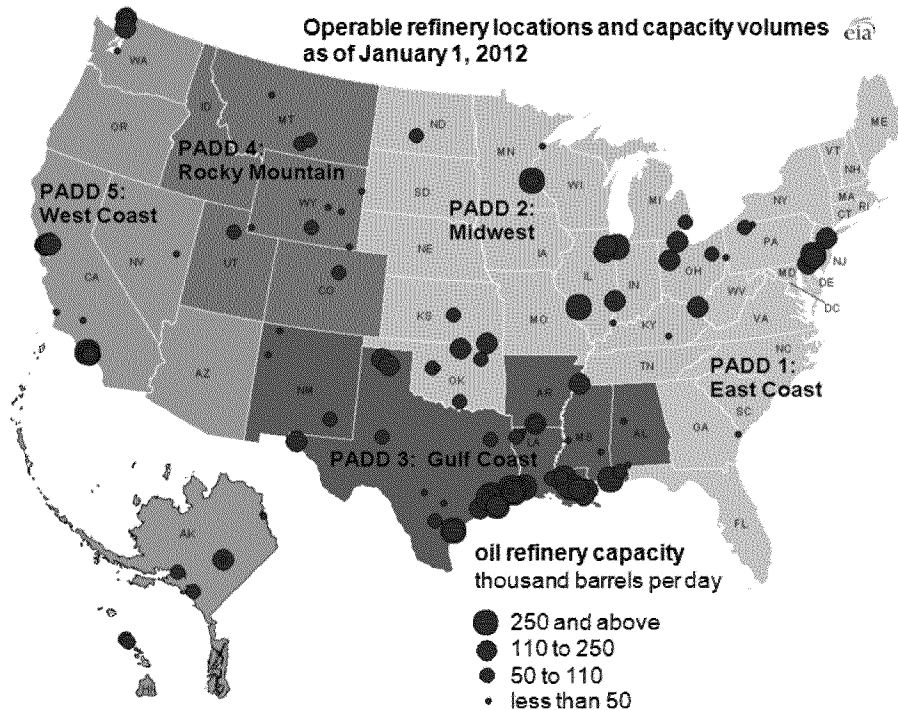 Operable refinery locations and capacity volumes
as of January 1, 2012
eia
WA
OR
ID
MT
ND
MN
SD
WI
MI
NY
VT
ME
NH
MA
CT
RI
PADD 4:
Rocky Mountain
PADD 5:
West Coast
PADD 2:
Midwest
WY
NE
IA
PA
NJ
MD
DE
DC
NV
UT
CA
CO
IL
IN
OH
WV
VA
KS
MO
KY
NC
TN
PADD 1:
East Coast
AZ
NM
OK
AR
SC
GA
LA
MS
AL
PADD 3: Gulf Coast
FL
AK
HI
oil refinery capacity
thousand barrels per day
250 and above
110 to 250
50 to 110
less than 50